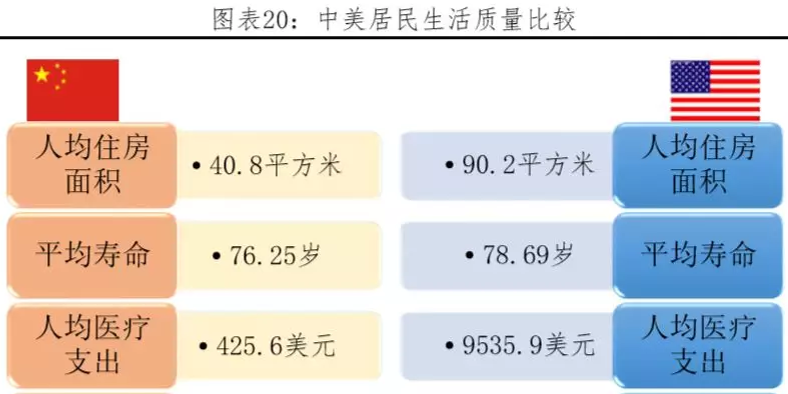 图表20：中美居民生活质量比较
人均住房
面积
•40.8平方米
•90.2平方米
人均住房
面积
平均寿命
•76.25岁
•78.69岁
平均寿命
人均医疗
支出
•425.6美元
•9535.9美元
人均医疗
支出